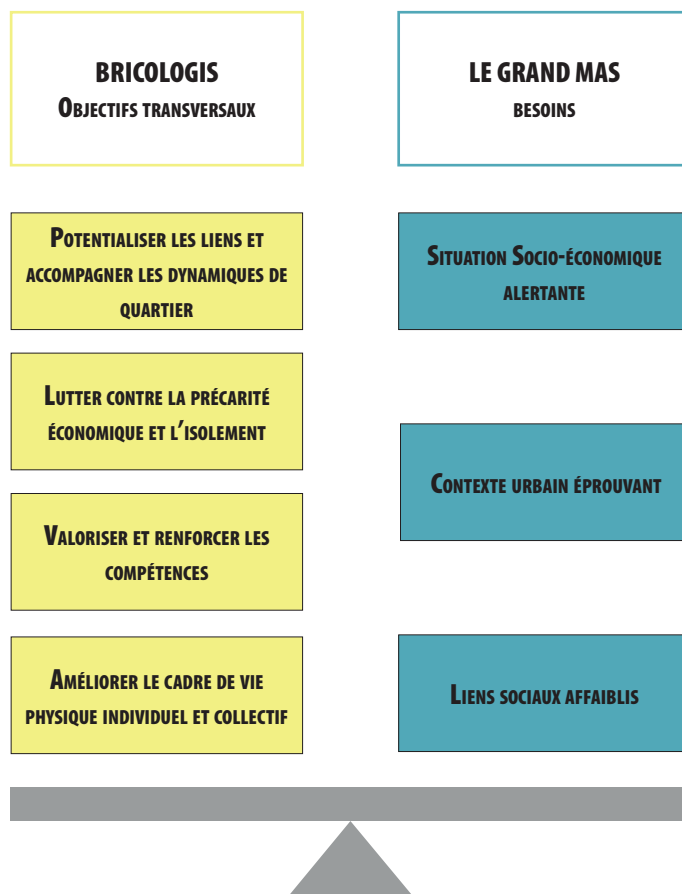 BRICOLOGIS
Objectifs transversaux
Potentialiser les liens et
accompagner les dynamiques de
quartier
Lutter contre la précarité
économique et l'isolement
Valoriser et renforcer les
compétences
Améliorer le cadre de vie
physique individuel et collectif
LE GRAND MAS
besoins
Situation Socio-économique
alertante
Contexte urbain éprouvant
Liens sociaux affaiblis